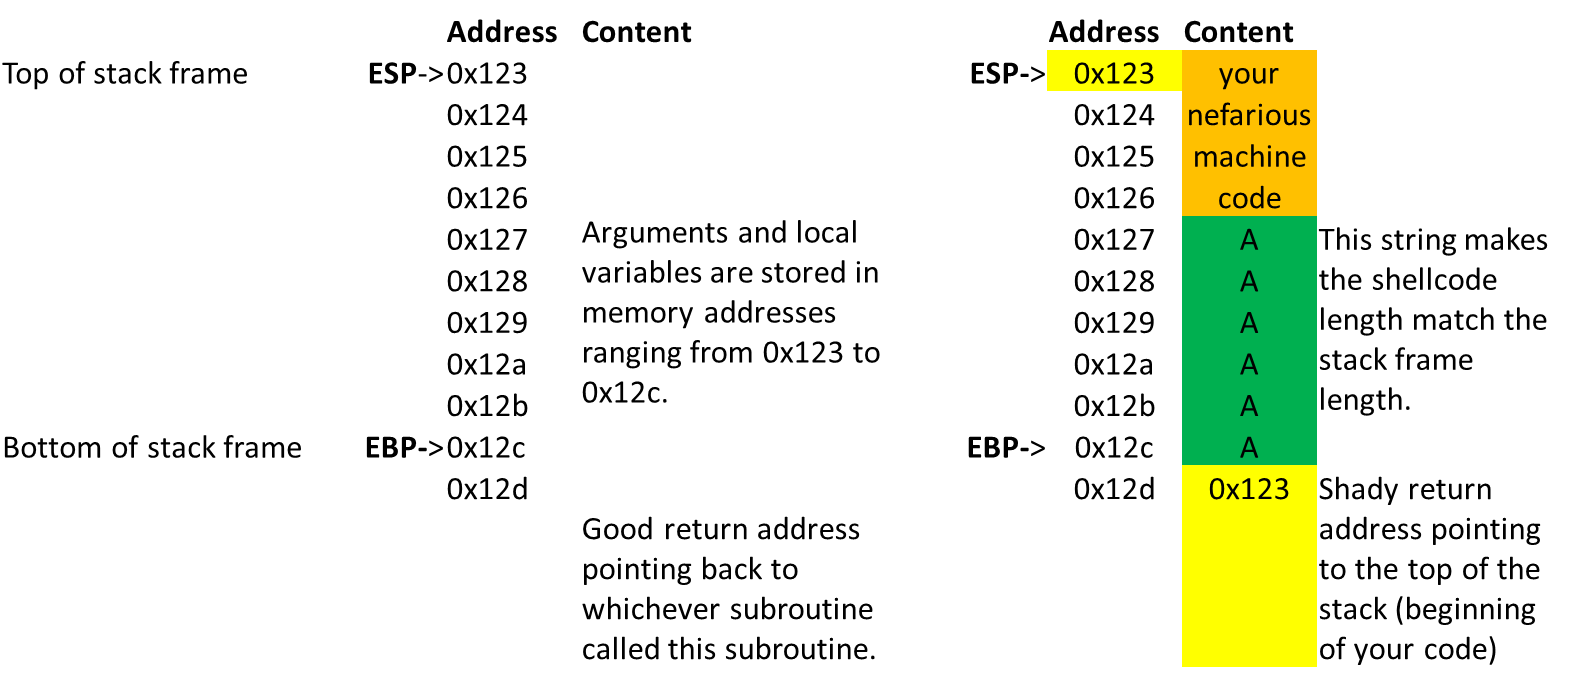 Address Content Address Content
Top of stack frame ESP->0x123 ESP-> 0x123 your
0x124 0x124 nefarious
0x125 0x125 machine
0x126 0x126 code
Arguments and local
variables are stored in
memory addresses
ranging from 0x123 to
0x12c.
0x127 0x127 A
0x128 0x128 A
0x129 0x129 A
0x12a 0x12a A
0x12b 0x12b A
This string makes
the shellcode
length match the
stack frame
length.
Bottom of stack frame EBP->0x12c EBP-> 0x12c A
0x12d 0x12d 0x123
Good return address
pointing back to
whichever subroutine
called this subroutine.
Shady return
address pointing
to the top of the
stack (beginning
of your code)